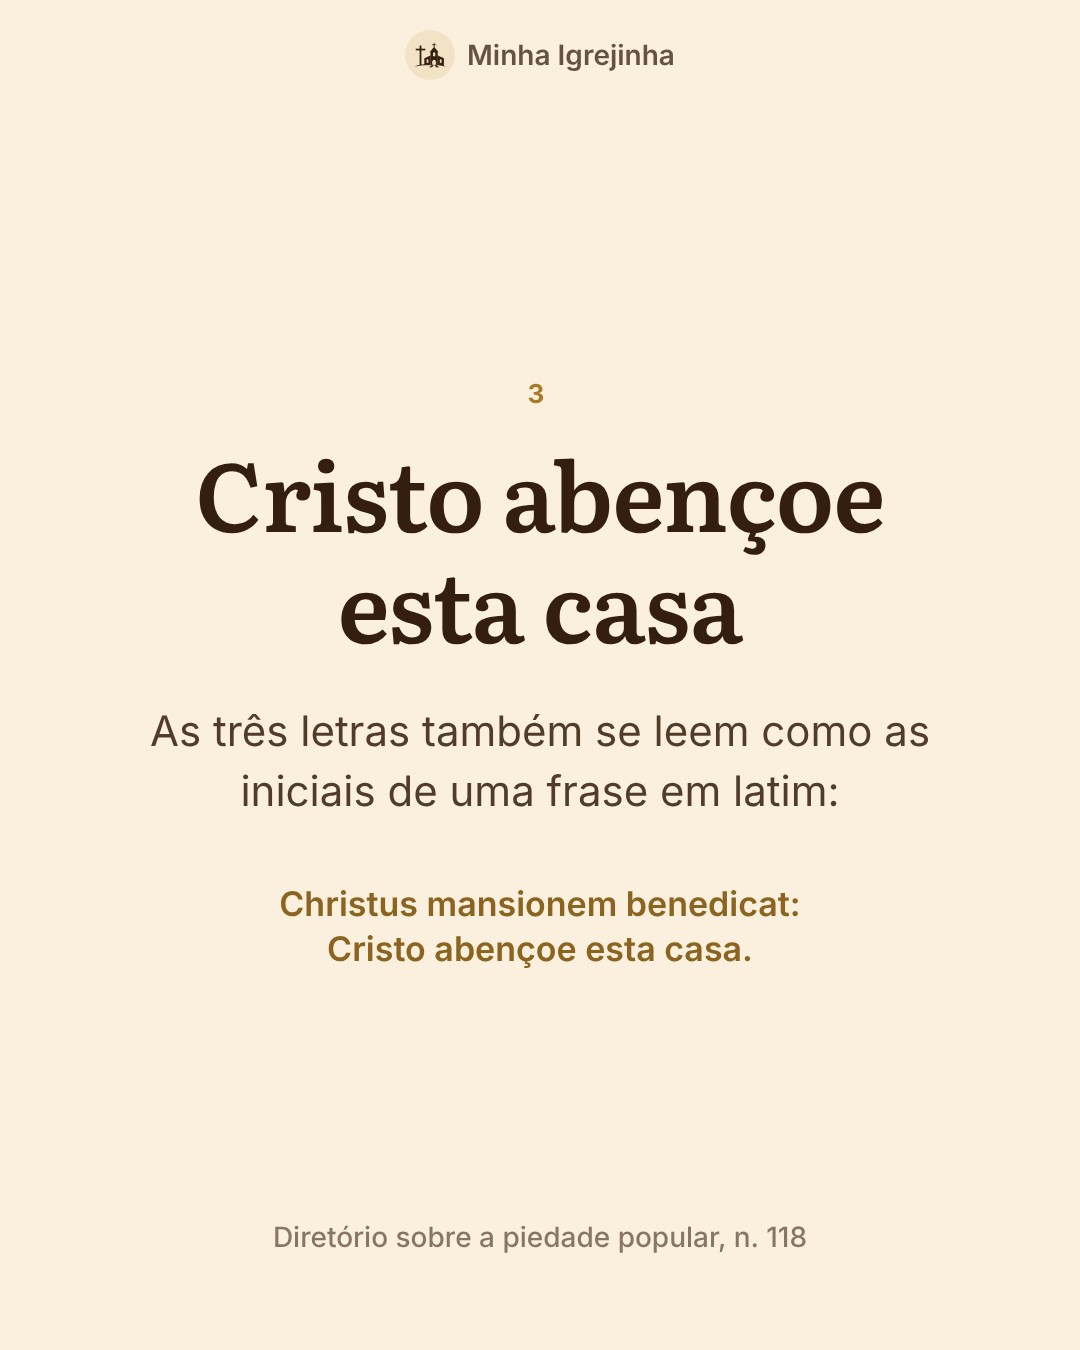 Minha Igrejinha
3
Cristo abençoe
esta casa
As três letras também se leem como as
iniciais de uma frase em latim:
Christus mansionem benedicat:
Cristo abençoe esta casa.
Diretório sobre a piedade popular, n. 118